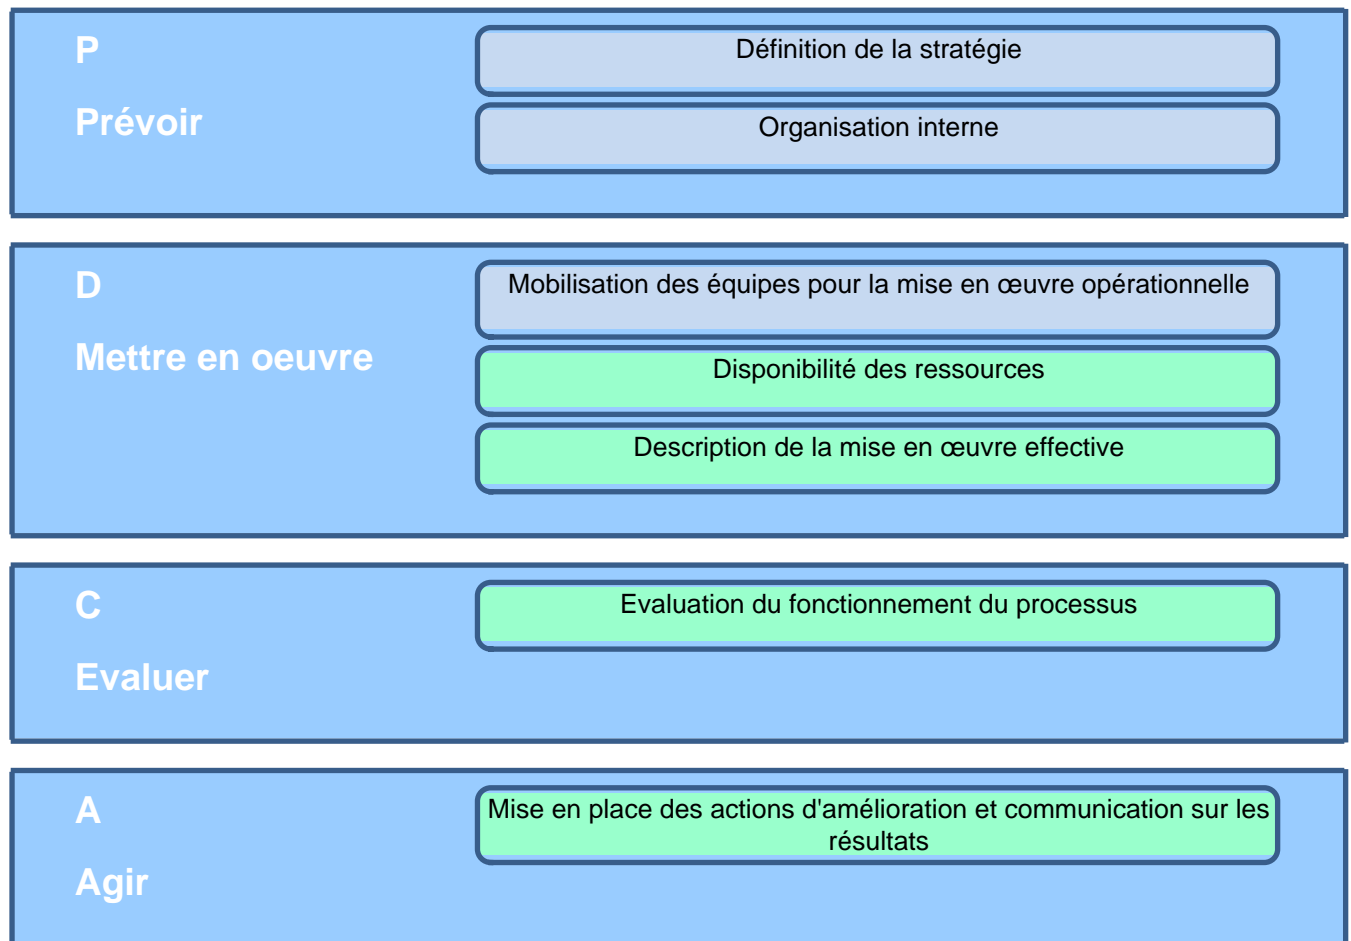 P
Prévoir
Définition de la stratégie
Organisation interne
D
Mettre en oeuvre
Mobilisation des équipes pour la mise en œuvre opérationnelle
Disponibilité des ressources
Description de la mise en œuvre effective
C
Evaluer
Evaluation du fonctionnement du processus
A
Agir
Mise en place des actions d'amélioration et communication sur les
résultats